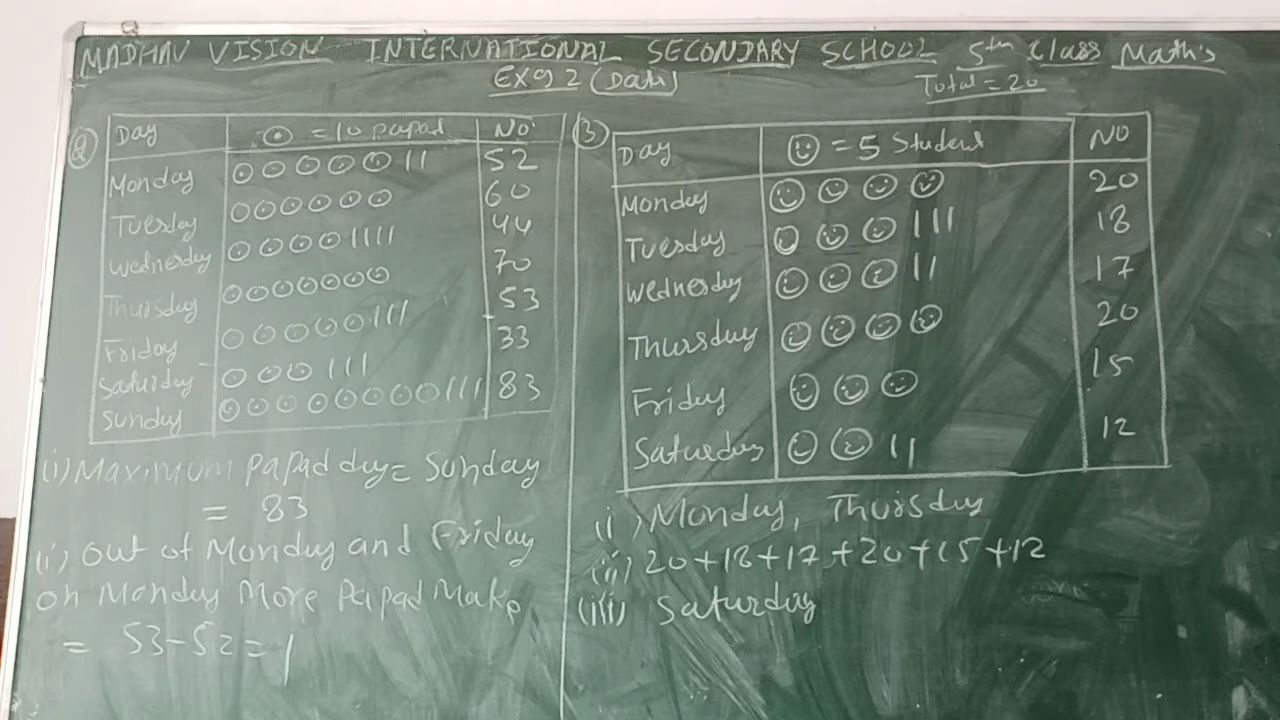 MADHAV VISION INTERNATIONAL SECONDARY SCHOOL 5th Class Math's
Ex 9.2 (Data)
Total = 20
2
Day = 10 papad No.
Monday 52
Tuesday 60
Wednesday 44
Thursday 70
Friday 53
Saturday 33
Sunday 83
(i) Maximum papad day = Sunday
= 83
(ii) Out of Monday and Friday
on Monday More Papad Make
= 53-52=1
3
Day = 5 Student NO
Monday 20
Tuesday 18
Wednesday 17
Thursday 20
Friday 15
Saturday 12
(i) Monday, Thursday
(ii) 20+18+17+20+15+12
(iii) Saturday